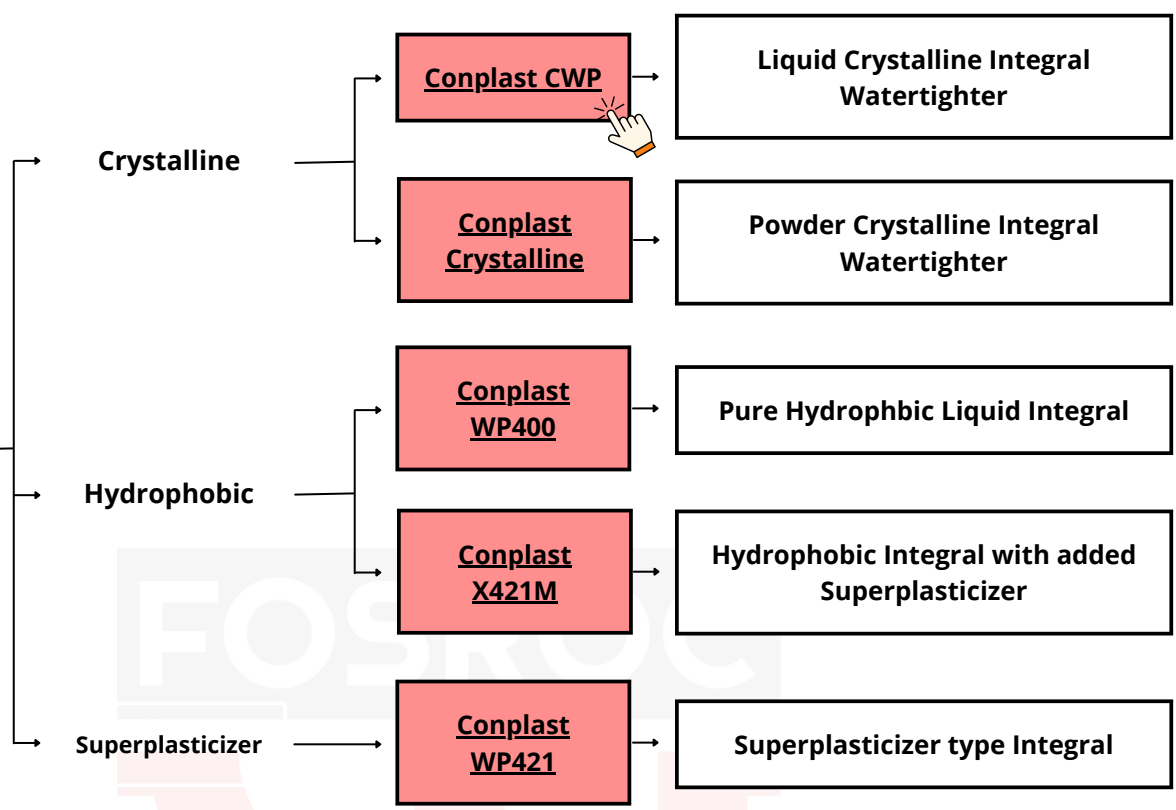 Crystalline
Conplast CWP
Liquid Crystalline Integral
Watertighter
Conplast
Crystalline
Powder Crystalline Integral
Watertighter
Hydrophobic
Conplast
WP400
Pure Hydrophbic Liquid Integral
Conplast
X421M
Hydrophobic Integral with added
Superplasticizer
FOSROC
Superplasticizer
Conplast
WP421
Superplasticizer type Integral